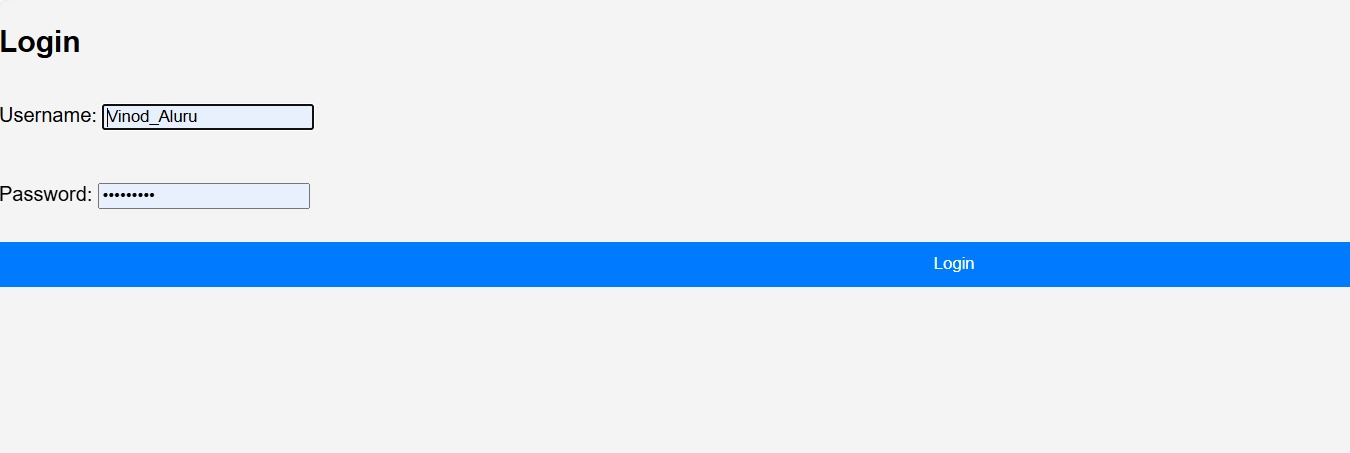 Login
Username: Vinod_Aluru
Password: •••••••••
Login